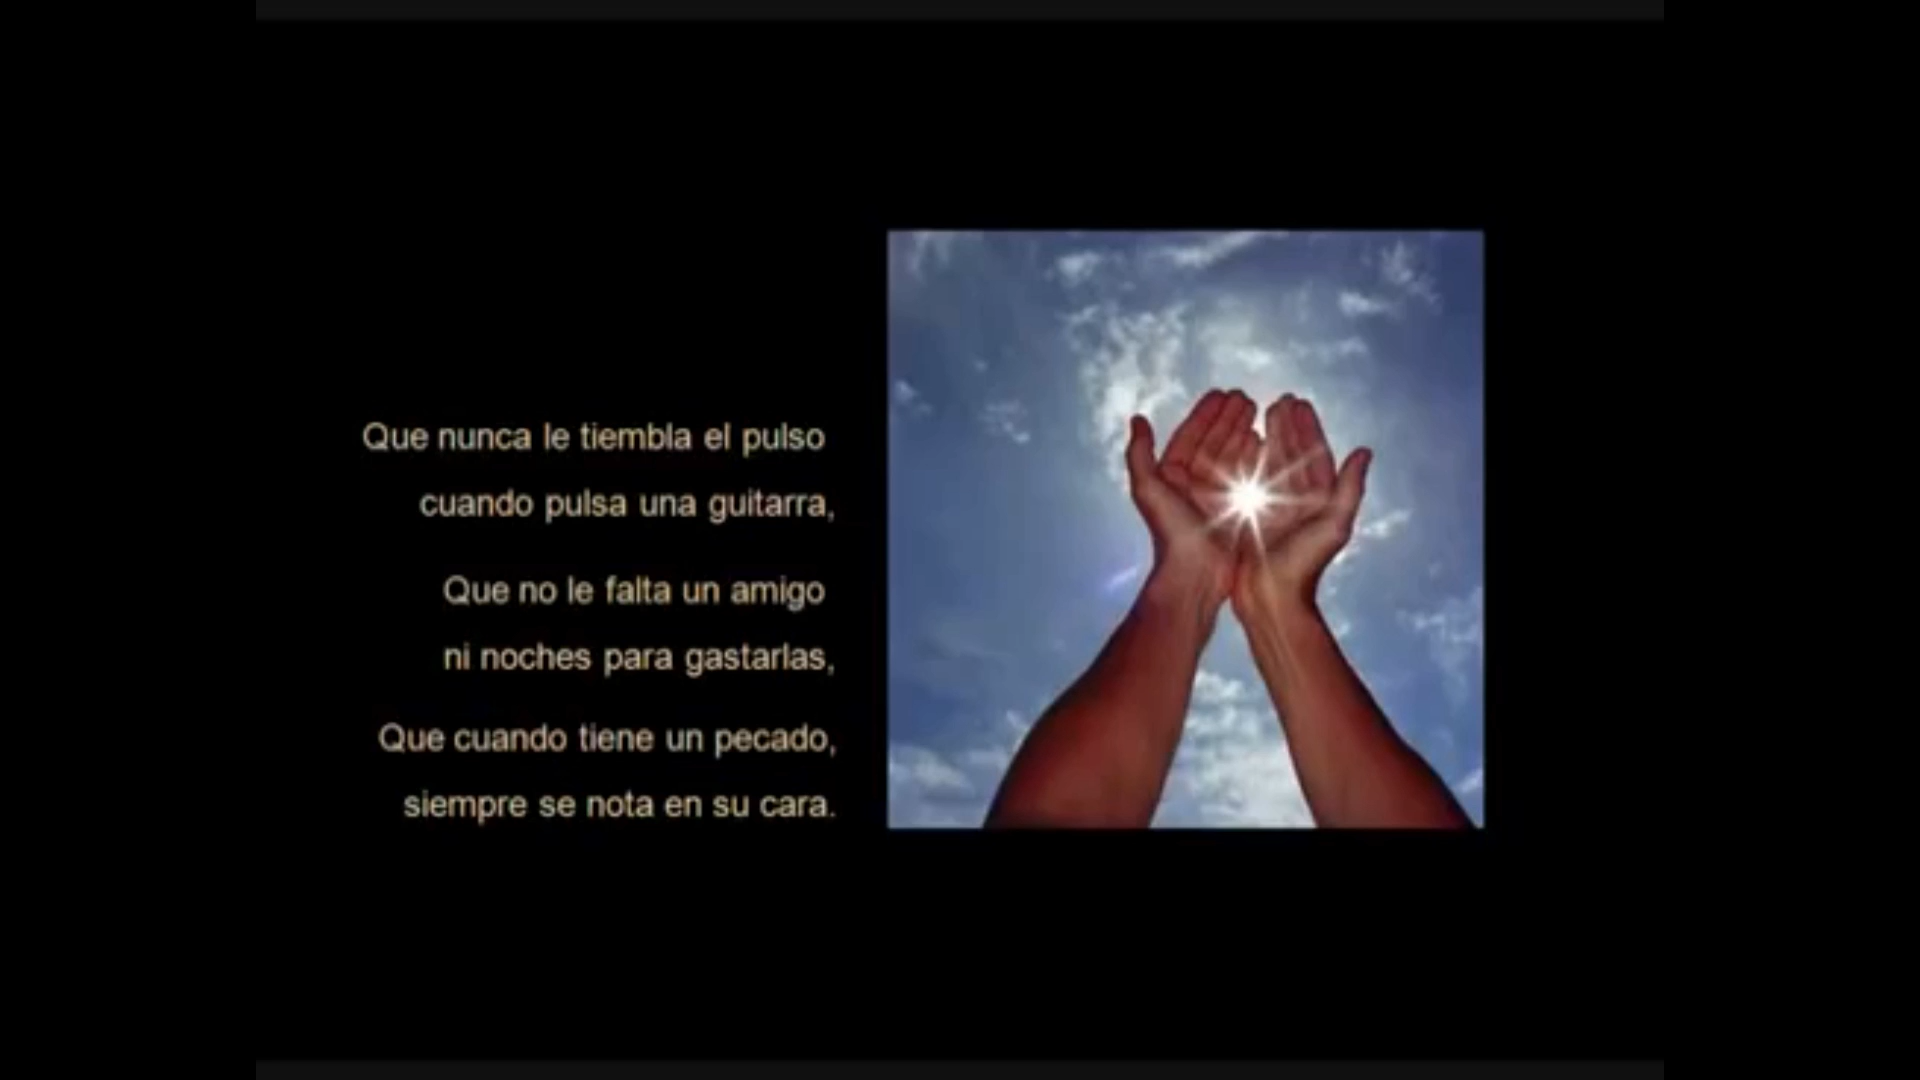 Que nunca le tiembla el pulso
cuando pulsa una guitarra,
Que no le falta un amigo
ni noches para gastarlas,
Que cuando tiene un pecado,
siempre se nota en su cara.